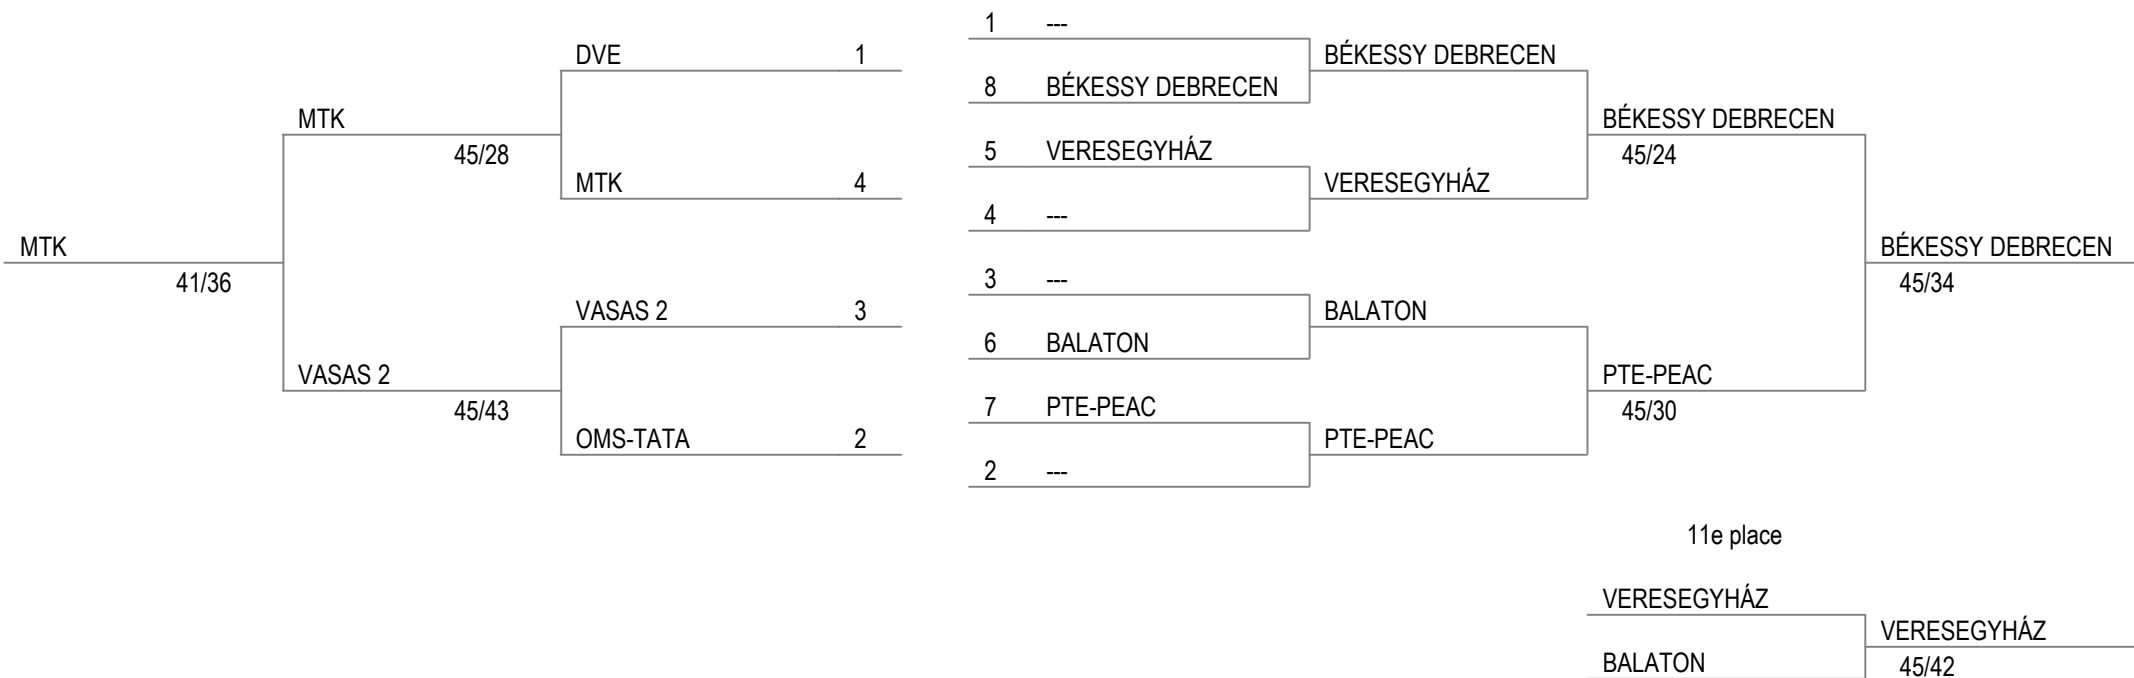 1 ---
DVE 1 BÉKESSY DEBRECEN
8 BÉKESSY DEBRECEN
MTK BÉKESSY DEBRECEN
45/28 5 VERESEGYHÁZ 45/24
MTK 4 VERESEGYHÁZ
4 ---
MTK BÉKESSY DEBRECEN
41/36 3 --- 45/34
VASAS 2 3 BALATON
6 BALATON
VASAS 2 PTE-PEAC
45/43 7 PTE-PEAC 45/30
OMS-TATA 2 PTE-PEAC
2 ---
11e place
VERESEGYHÁZ
VERESEGYHÁZ
BALATON 45/42